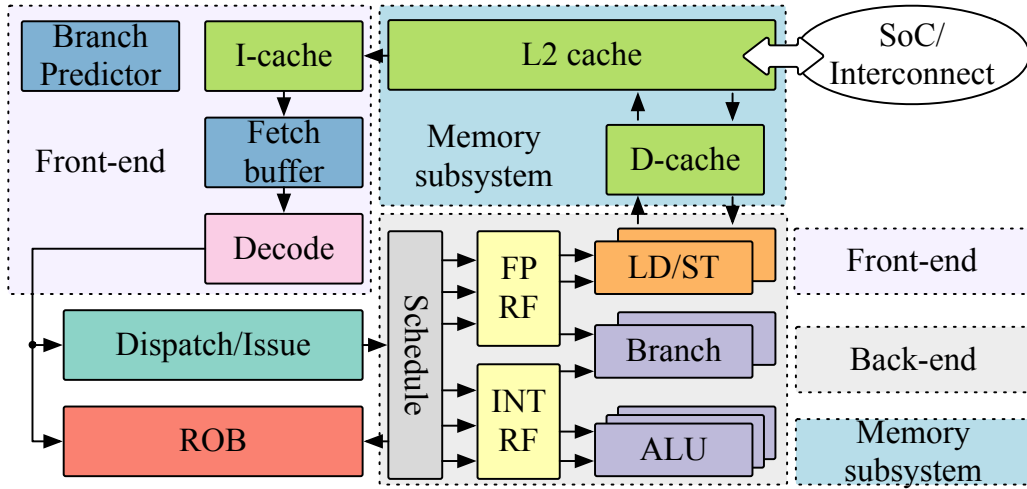 Branch
Predictor
I-cache
L2 cache
SoC/
Interconnect
Fetch
buffer
Front-end
Memory
subsystem
D-cache
Decode
Schedule
FP
RF
LD/ST
Front-end
Dispatch/Issue
Branch
Back-end
INT
RF
ROB
ALU
Memory
subsystem